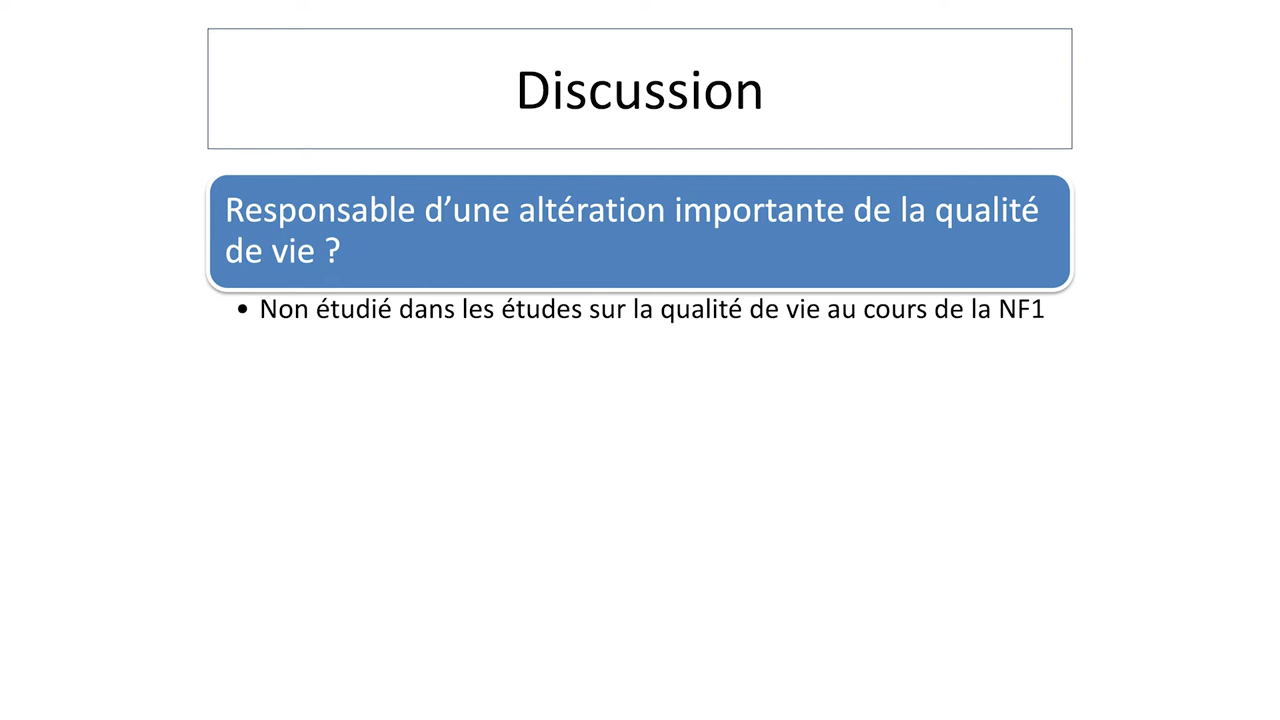 Discussion
Responsable d’une altération importante de la qualité
de vie ?
• Non étudié dans les études sur la qualité de vie au cours de la NF1